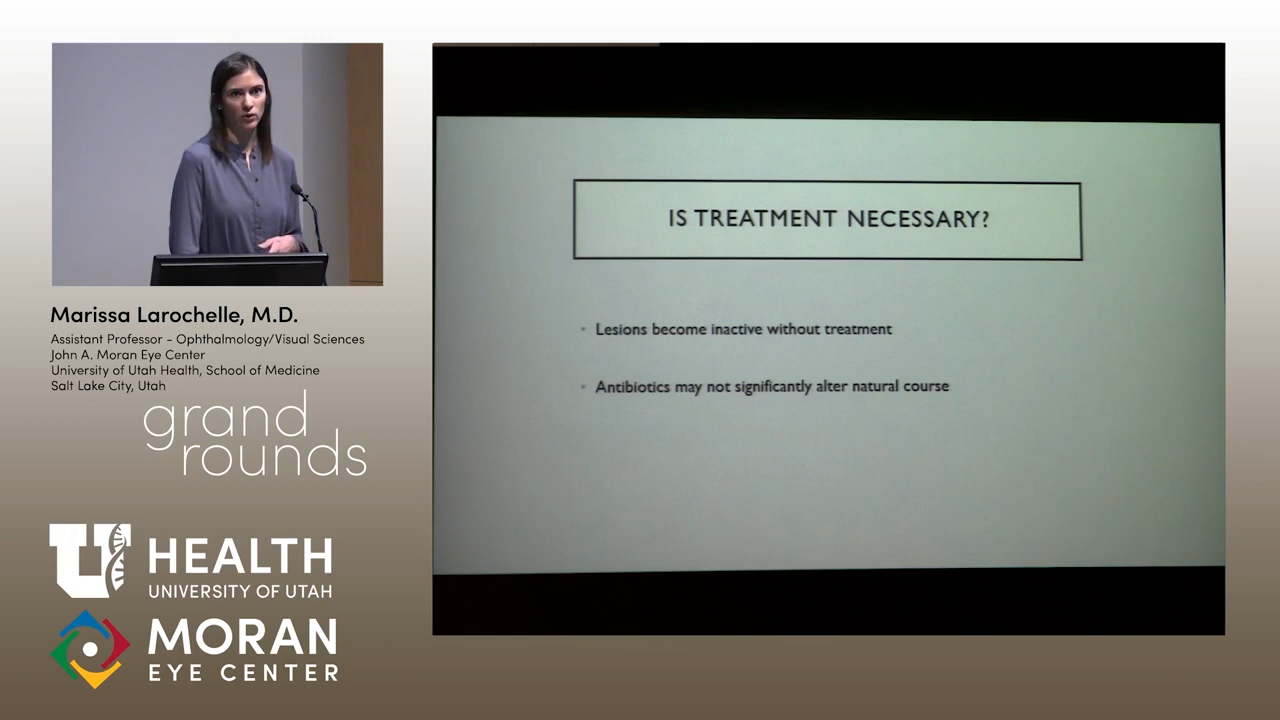 Marissa Larochelle, M.D.
Assistant Professor - Ophthalmology/Visual Sciences
John A. Moran Eye Center
University of Utah Health, School of Medicine
Salt Lake City, Utah
grand
rounds
U HEALTH
UNIVERSITY OF UTAH
MORAN
EYE CENTER
IS TREATMENT NECESSARY?
Lesions become inactive without treatment
Antibiotics may not significantly alter natural course